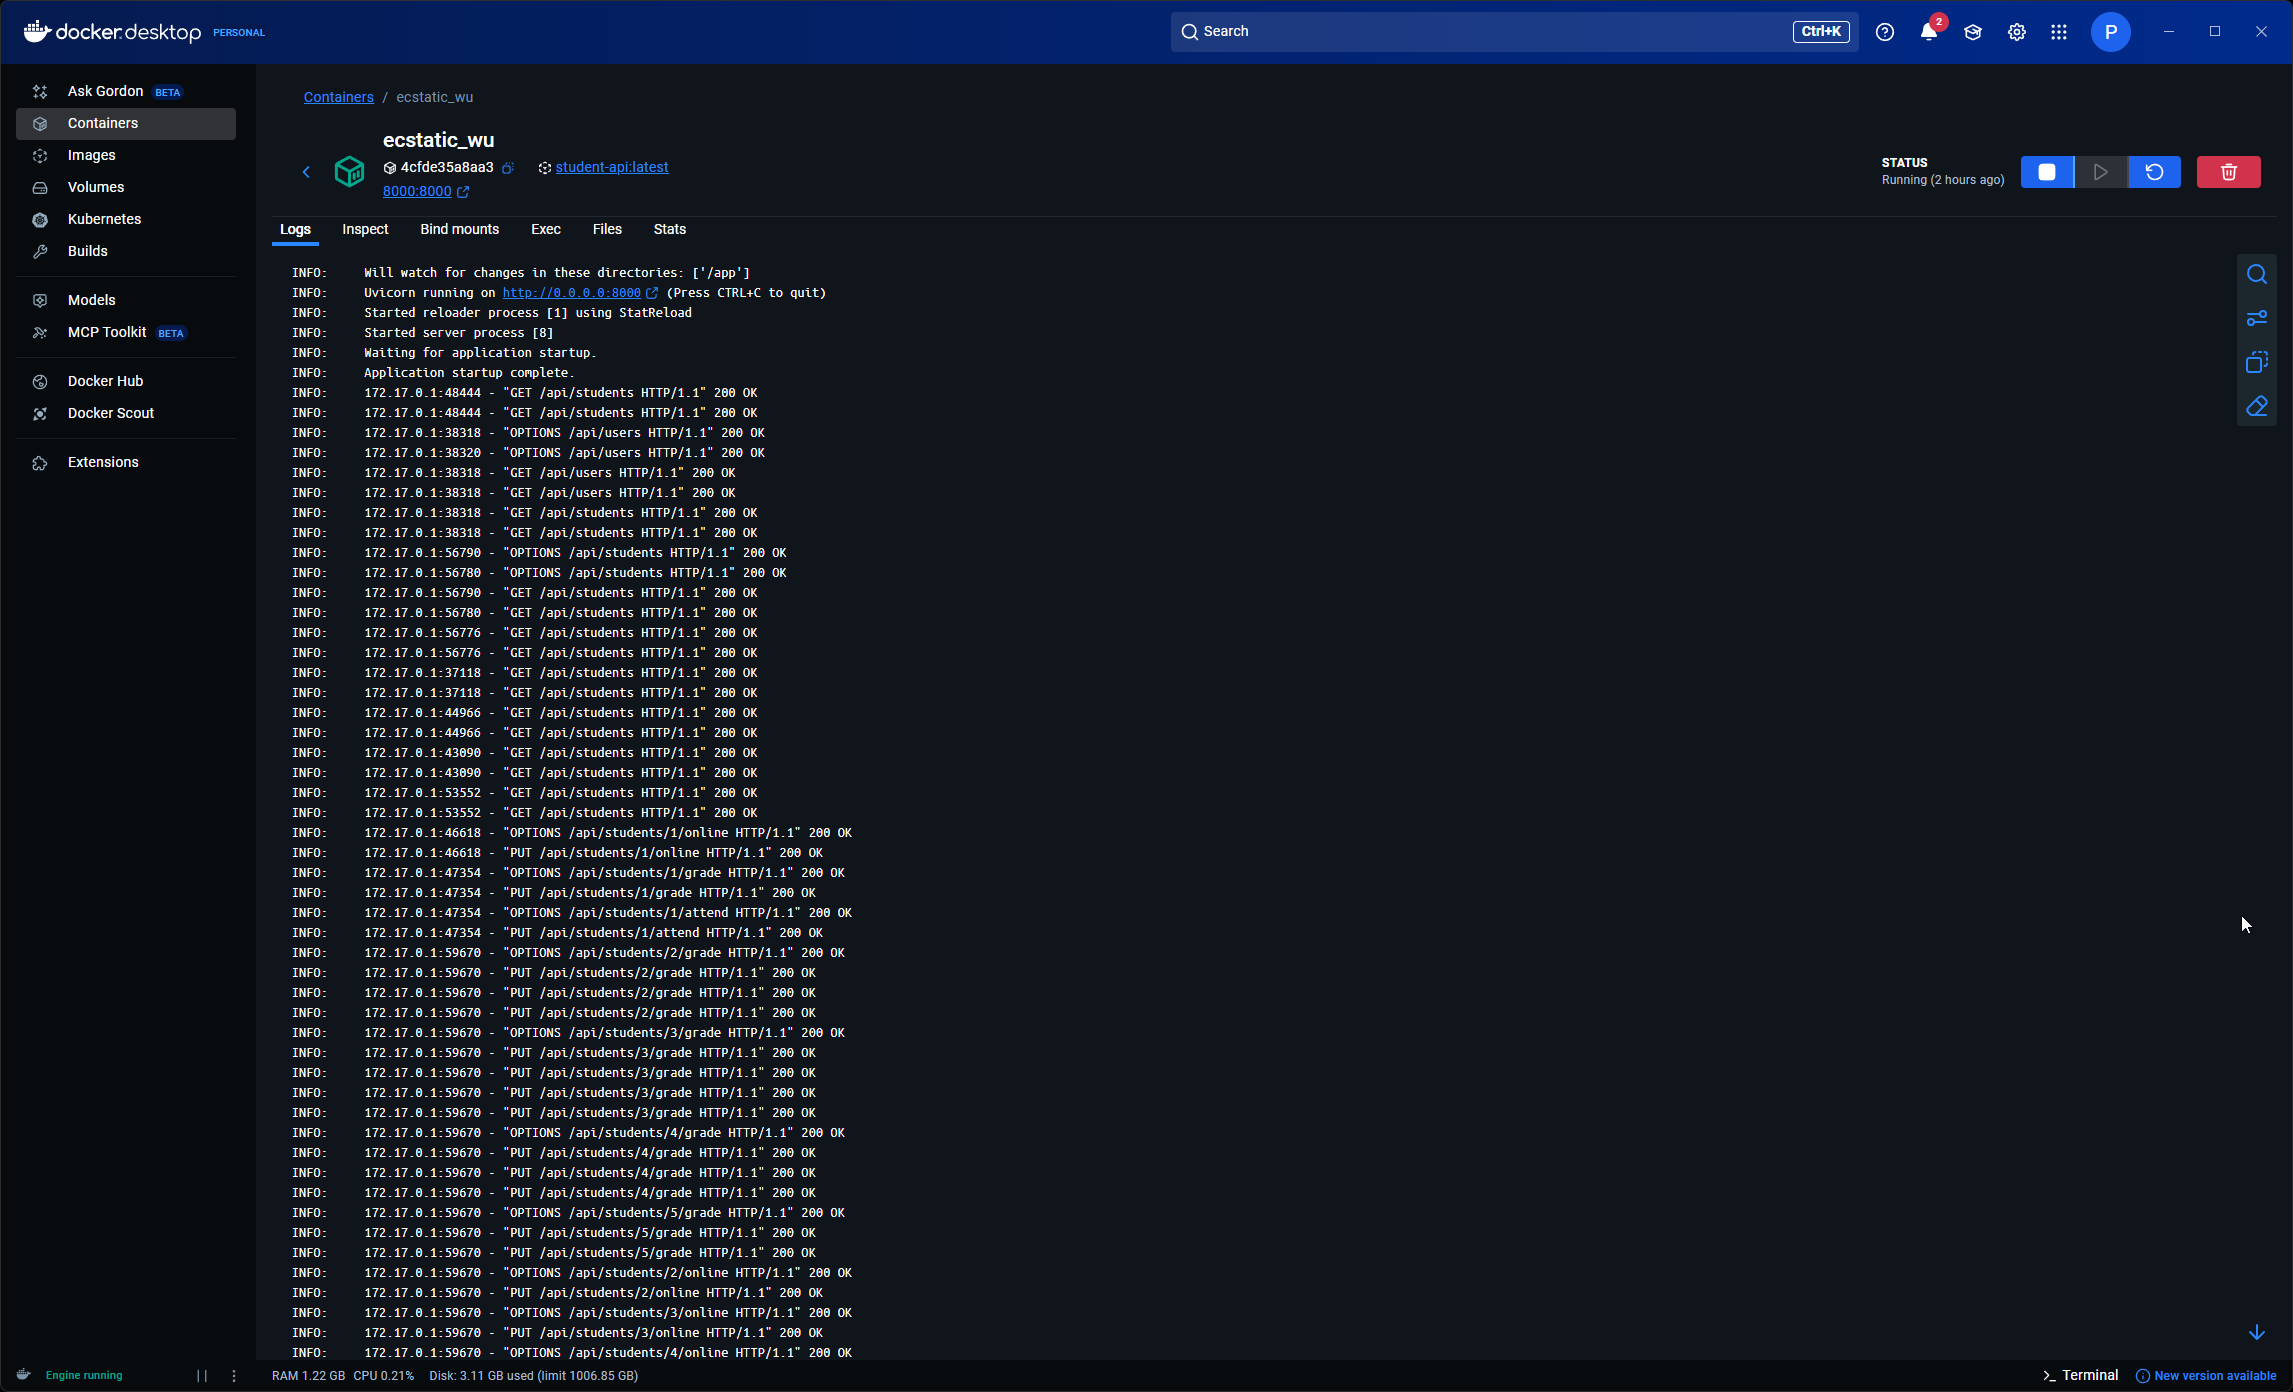 docker.desktop PERSONAL
Search
Ctrl+K
2
P
Ask Gordon BETA
Containers
Images
Volumes
Kubernetes
Builds
Models
MCP Toolkit BETA
Docker Hub
Docker Scout
Extensions
Containers / ecstatic_wu
ecstatic_wu
4cfde35a8aa3 student-api:latest
8000:8000
STATUS
Running (2 hours ago)
Logs Inspect Bind mounts Exec Files Stats
INFO: Will watch for changes in these directories: ['/app']
INFO: Uvicorn running on http://0.0.0.0:8000 (Press CTRL+C to quit)
INFO: Started reloader process [1] using StatReload
INFO: Started server process [8]
INFO: Waiting for application startup.
INFO: Application startup complete.
INFO: 172.17.0.1:48444 - "GET /api/students HTTP/1.1" 200 OK
INFO: 172.17.0.1:48444 - "GET /api/students HTTP/1.1" 200 OK
INFO: 172.17.0.1:38318 - "OPTIONS /api/users HTTP/1.1" 200 OK
INFO: 172.17.0.1:38320 - "OPTIONS /api/users HTTP/1.1" 200 OK
INFO: 172.17.0.1:38318 - "GET /api/users HTTP/1.1" 200 OK
INFO: 172.17.0.1:38318 - "GET /api/users HTTP/1.1" 200 OK
INFO: 172.17.0.1:38318 - "GET /api/students HTTP/1.1" 200 OK
INFO: 172.17.0.1:38318 - "GET /api/students HTTP/1.1" 200 OK
INFO: 172.17.0.1:56790 - "OPTIONS /api/students HTTP/1.1" 200 OK
INFO: 172.17.0.1:56780 - "OPTIONS /api/students HTTP/1.1" 200 OK
INFO: 172.17.0.1:56790 - "GET /api/students HTTP/1.1" 200 OK
INFO: 172.17.0.1:56780 - "GET /api/students HTTP/1.1" 200 OK
INFO: 172.17.0.1:56776 - "GET /api/students HTTP/1.1" 200 OK
INFO: 172.17.0.1:56776 - "GET /api/students HTTP/1.1" 200 OK
INFO: 172.17.0.1:37118 - "GET /api/students HTTP/1.1" 200 OK
INFO: 172.17.0.1:37118 - "GET /api/students HTTP/1.1" 200 OK
INFO: 172.17.0.1:44966 - "GET /api/students HTTP/1.1" 200 OK
INFO: 172.17.0.1:44966 - "GET /api/students HTTP/1.1" 200 OK
INFO: 172.17.0.1:43090 - "GET /api/students HTTP/1.1" 200 OK
INFO: 172.17.0.1:43090 - "GET /api/students HTTP/1.1" 200 OK
INFO: 172.17.0.1:53552 - "GET /api/students HTTP/1.1" 200 OK
INFO: 172.17.0.1:53552 - "GET /api/students HTTP/1.1" 200 OK
INFO: 172.17.0.1:46618 - "OPTIONS /api/students/1/online HTTP/1.1" 200 OK
INFO: 172.17.0.1:46618 - "PUT /api/students/1/online HTTP/1.1" 200 OK
INFO: 172.17.0.1:47354 - "OPTIONS /api/students/1/grade HTTP/1.1" 200 OK
INFO: 172.17.0.1:47354 - "PUT /api/students/1/grade HTTP/1.1" 200 OK
INFO: 172.17.0.1:47354 - "OPTIONS /api/students/1/attend HTTP/1.1" 200 OK
INFO: 172.17.0.1:47354 - "PUT /api/students/1/attend HTTP/1.1" 200 OK
INFO: 172.17.0.1:59670 - "OPTIONS /api/students/2/grade HTTP/1.1" 200 OK
INFO: 172.17.0.1:59670 - "PUT /api/students/2/grade HTTP/1.1" 200 OK
INFO: 172.17.0.1:59670 - "PUT /api/students/2/grade HTTP/1.1" 200 OK
INFO: 172.17.0.1:59670 - "PUT /api/students/2/grade HTTP/1.1" 200 OK
INFO: 172.17.0.1:59670 - "OPTIONS /api/students/3/grade HTTP/1.1" 200 OK
INFO: 172.17.0.1:59670 - "PUT /api/students/3/grade HTTP/1.1" 200 OK
INFO: 172.17.0.1:59670 - "PUT /api/students/3/grade HTTP/1.1" 200 OK
INFO: 172.17.0.1:59670 - "PUT /api/students/3/grade HTTP/1.1" 200 OK
INFO: 172.17.0.1:59670 - "PUT /api/students/3/grade HTTP/1.1" 200 OK
INFO: 172.17.0.1:59670 - "OPTIONS /api/students/4/grade HTTP/1.1" 200 OK
INFO: 172.17.0.1:59670 - "PUT /api/students/4/grade HTTP/1.1" 200 OK
INFO: 172.17.0.1:59670 - "PUT /api/students/4/grade HTTP/1.1" 200 OK
INFO: 172.17.0.1:59670 - "PUT /api/students/4/grade HTTP/1.1" 200 OK
INFO: 172.17.0.1:59670 - "OPTIONS /api/students/5/grade HTTP/1.1" 200 OK
INFO: 172.17.0.1:59670 - "PUT /api/students/5/grade HTTP/1.1" 200 OK
INFO: 172.17.0.1:59670 - "PUT /api/students/5/grade HTTP/1.1" 200 OK
INFO: 172.17.0.1:59670 - "OPTIONS /api/students/2/online HTTP/1.1" 200 OK
INFO: 172.17.0.1:59670 - "PUT /api/students/2/online HTTP/1.1" 200 OK
INFO: 172.17.0.1:59670 - "OPTIONS /api/students/3/online HTTP/1.1" 200 OK
INFO: 172.17.0.1:59670 - "PUT /api/students/3/online HTTP/1.1" 200 OK
INFO: 172.17.0.1:59670 - "OPTIONS /api/students/4/online HTTP/1.1" 200 OK
Engine running
RAM 1.22 GB CPU 0.21% Disk: 3.11 GB used (limit 1006.85 GB)
Terminal
New version available